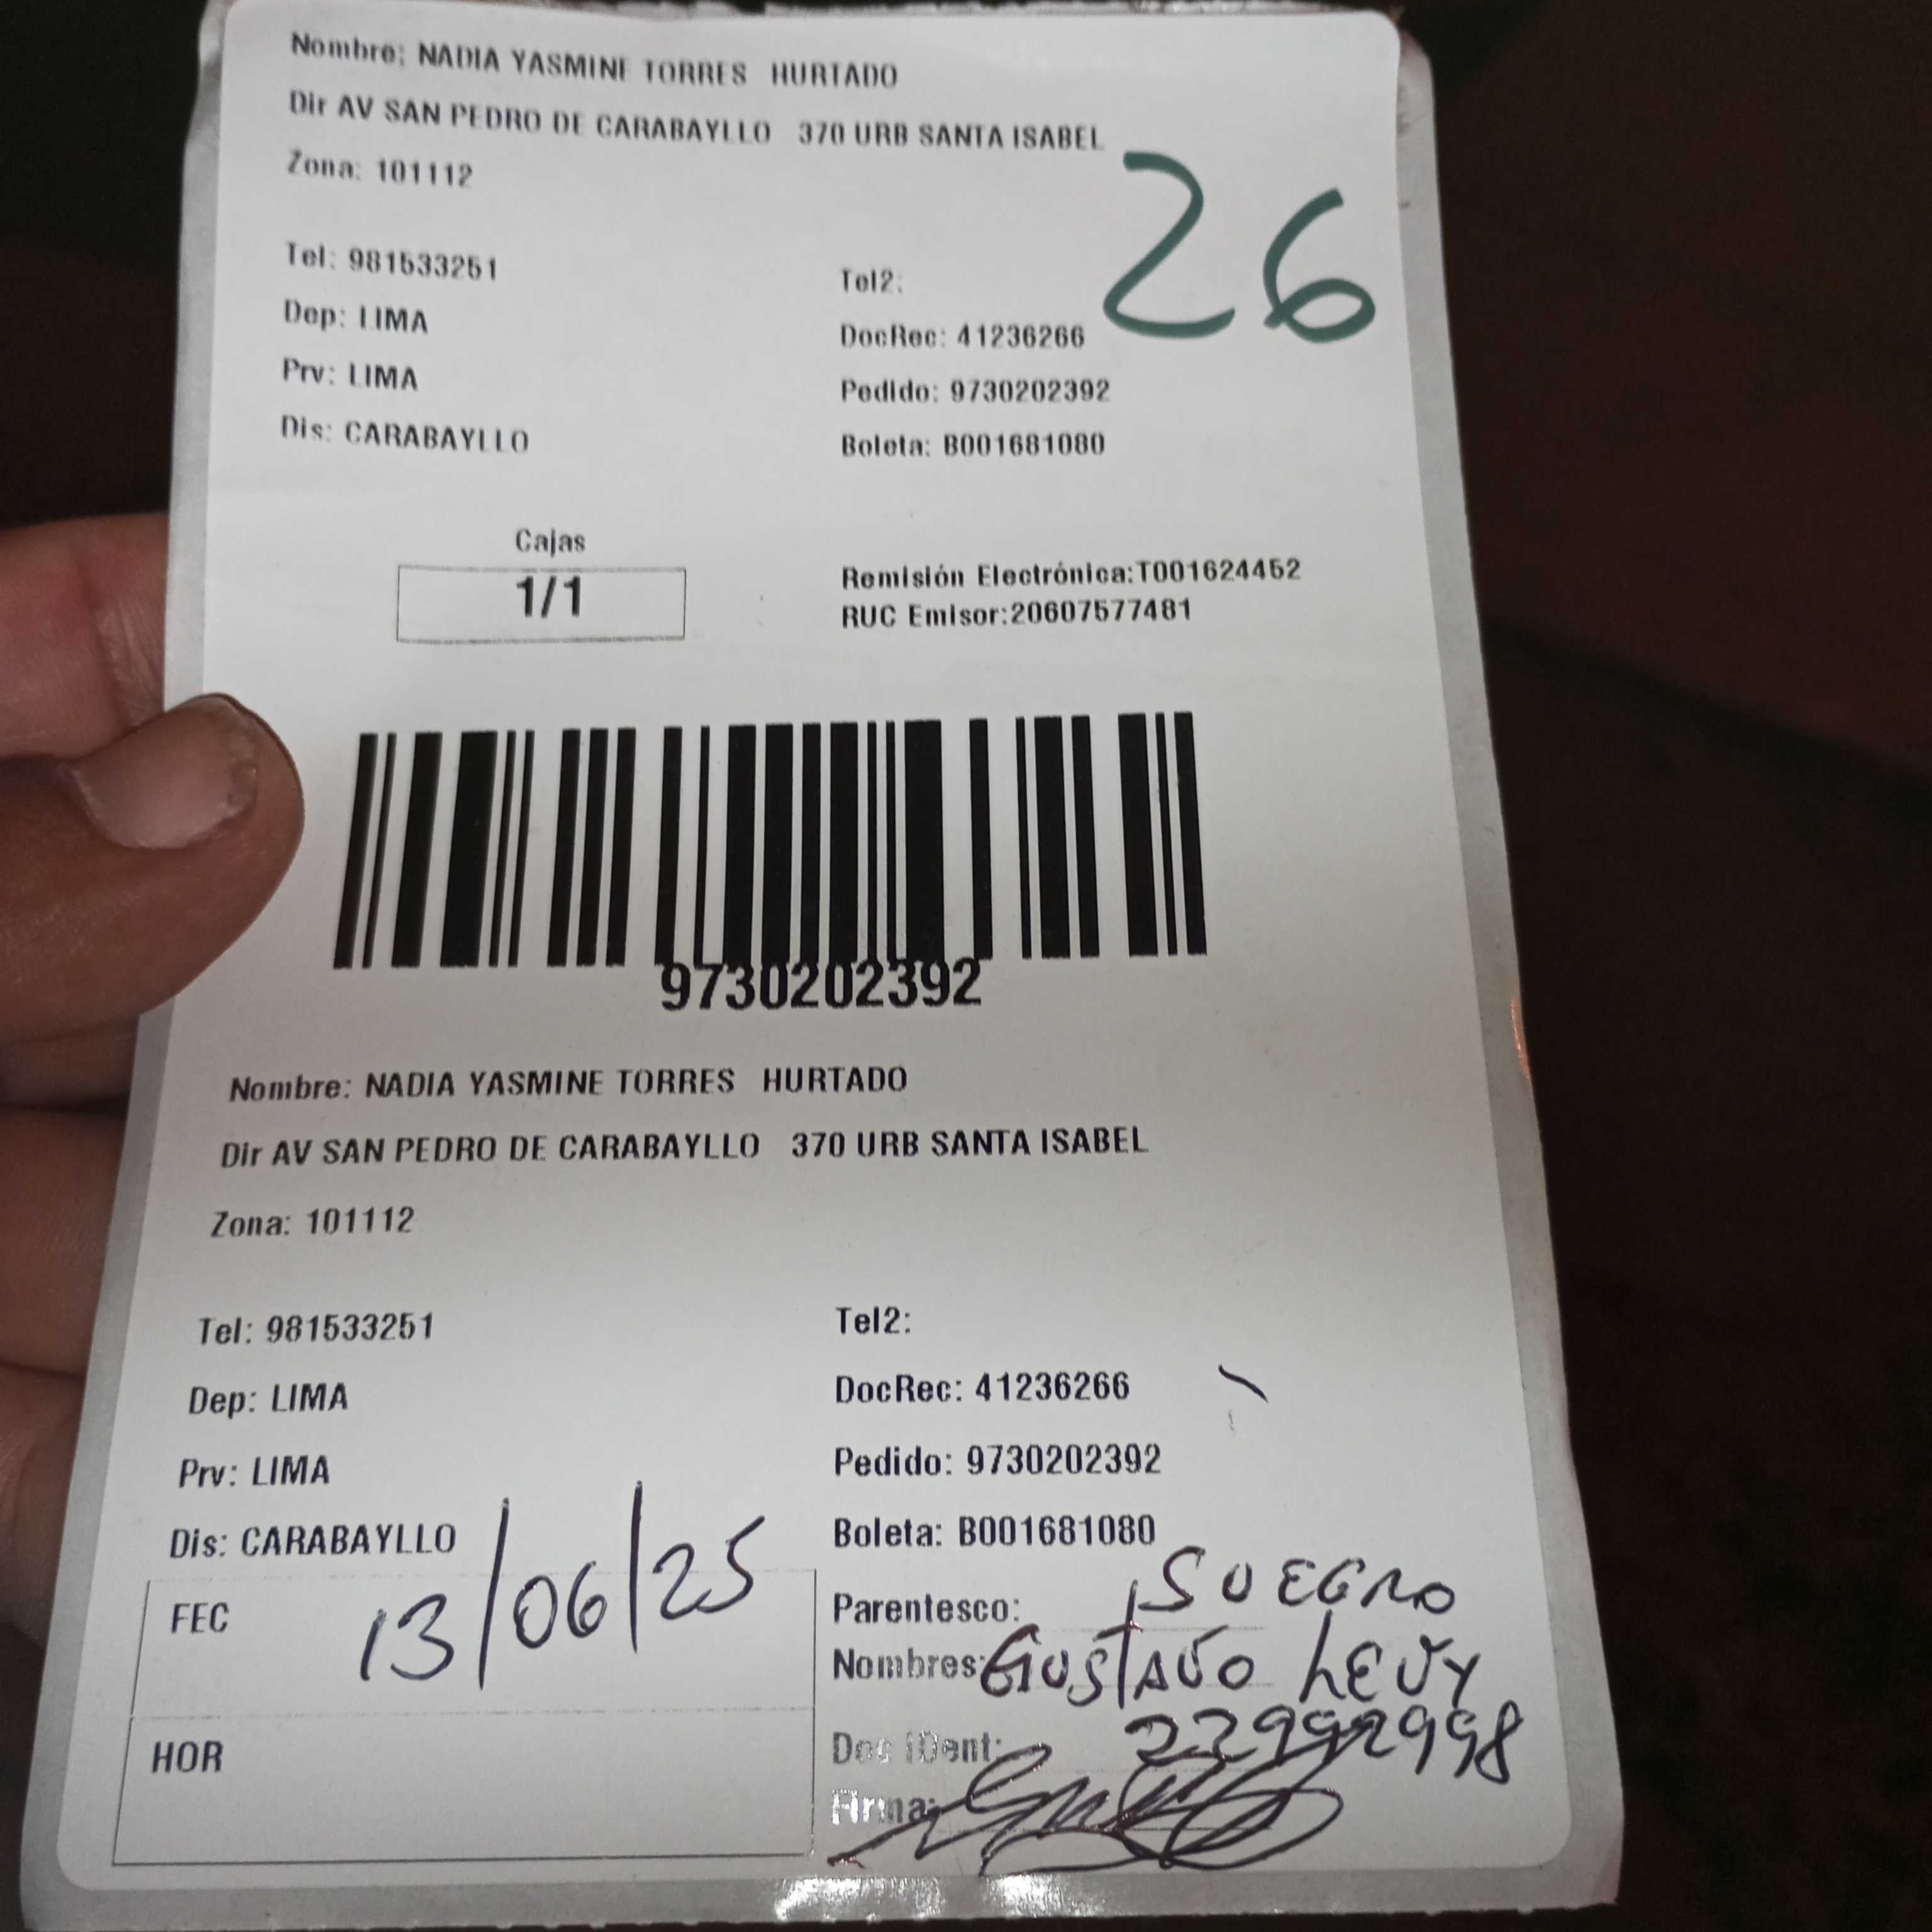 Nombre: NADIA YASMINE TORRES HURTADO
Dir AV SAN PEDRO DE CARABAYLLO 370 URB SANTA ISABEL
Zona: 101112
26
Tel: 981533251
Tel2:
Dep: LIMA
DocRec: 41236266
Prv: LIMA
Pedido: 9730202392
Dis: CARABAYLLO
Boleta: B001681080
Cajas
1/1
Remisión Electrónica:T001624452
RUC Emisor:20607577481
9730202392
Nombre: NADIA YASMINE TORRES HURTADO
Dir AV SAN PEDRO DE CARABAYLLO 370 URB SANTA ISABEL
Zona: 101112
Tel: 981533251
Tel2:
Dep: LIMA
DocRec: 41236266
Prv: LIMA
Pedido: 9730202392
Dis: CARABAYLLO
Boleta: B001681080
FEC 13/06/25
Parentesco: SUEGRO
Nombres: GUSTAVO LEVY
HOR
Doc iDent: 22992998
Firma: